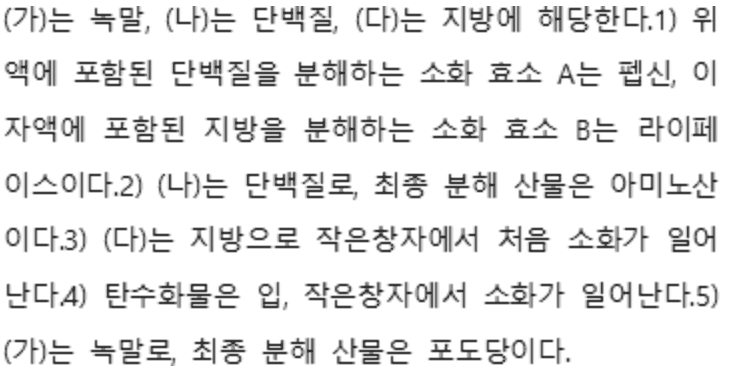 (가)는 녹말, (나)는 단백질, (다)는 지방에 해당한다.1) 위
액에 포함된 단백질을 분해하는 소화 효소 A는 펩신, 이
자액에 포함된 지방을 분해하는 소화 효소 B는 라이페
이스이다.2) (나)는 단백질로, 최종 분해 산물은 아미노산
이다.3) (다)는 지방으로 작은창자에서 처음 소화가 일어
난다.4) 탄수화물은 입, 작은창자에서 소화가 일어난다.5)
(가)는 녹말로, 최종 분해 산물은 포도당이다.